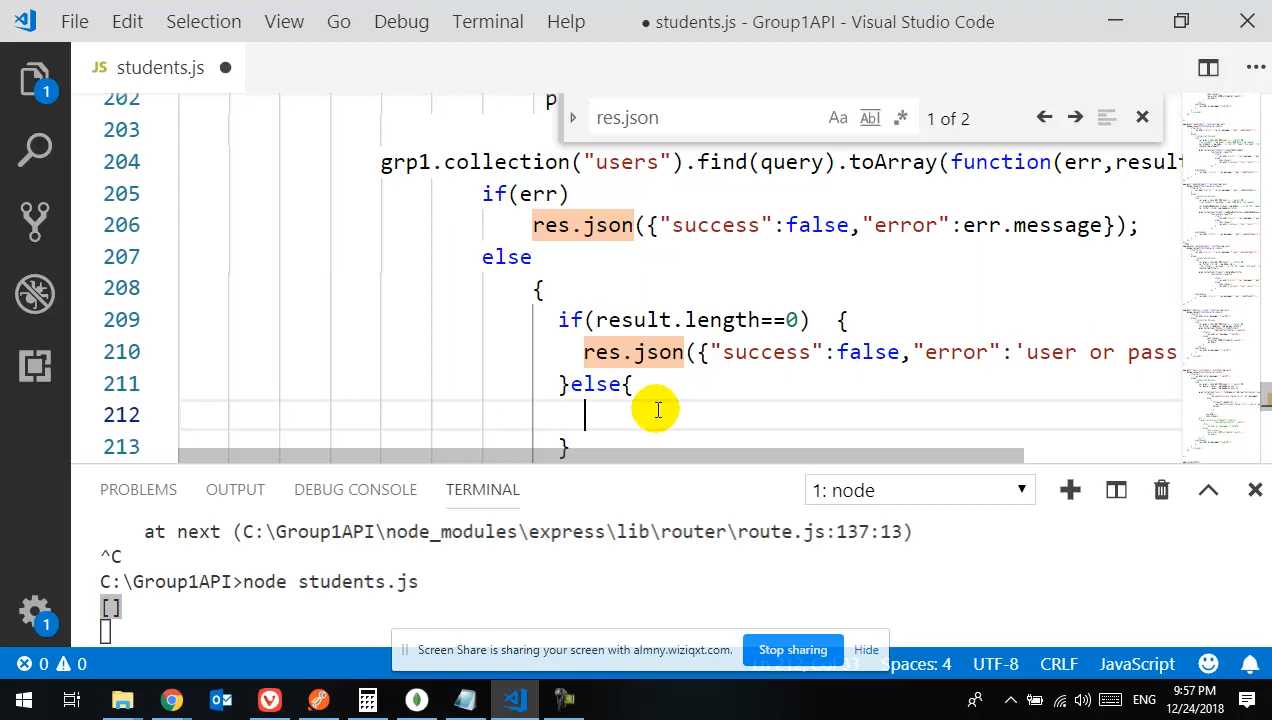 File Edit Selection View Go Debug Terminal Help ● students.js - Group1API - Visual Studio Code
JS students.js ●
res.json Aa Abl .* 1 of 2
202 p
203
204 grp1.collection("users").find(query).toArray(function(err,result
205 if(err)
206 res.json({"success":false,"error":err.message});
207 else
208 {
209 if(result.length==0) {
210 res.json({"success":false,"error":'user or pass
211 }else{
212
213 }
PROBLEMS OUTPUT DEBUG CONSOLE TERMINAL 1: node
at next (C:\Group1API\node_modules\express\lib\router\route.js:137:13)
^C
C:\Group1API>node students.js
[]
Screen Share is sharing your screen with almny.wiziqxt.com. Stop sharing Hide
1 1
0 0 Spaces: 4 UTF-8 CRLF JavaScript
ENG 9:57 PM
12/24/2018